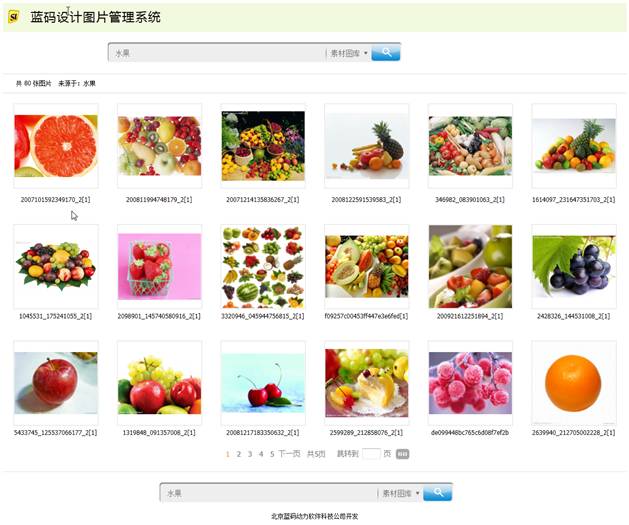 蓝码设计图片管理系统
水果 素材图库
共 80 张图片 来源于：水果
2007101592349170_2[1] 200811994748179_2[1] 20071214135836267_2[1] 2008122591539583_2[1] 346982_083901063_2[1] 1614097_231647351703_2[1]
1045531_175241055_2[1] 2098901_145740580916_2[1] 3320946_045944756815_2[1] f09257c00453ff447e3e6fed[1] 200921612251894_2[1] 2428326_144531008_2[1]
5433745_125537066177_2[1] 1319848_091357008_2[1] 20081217183350632_2[1] 2599289_212858076_2[1] de099448bc765c6d08f7ef2b 2639940_212705002228_2[1]
1 2 3 4 5 下一页 共5页 跳转到 页 GO
水果 素材图库
北京蓝码动力软件科技公司开发